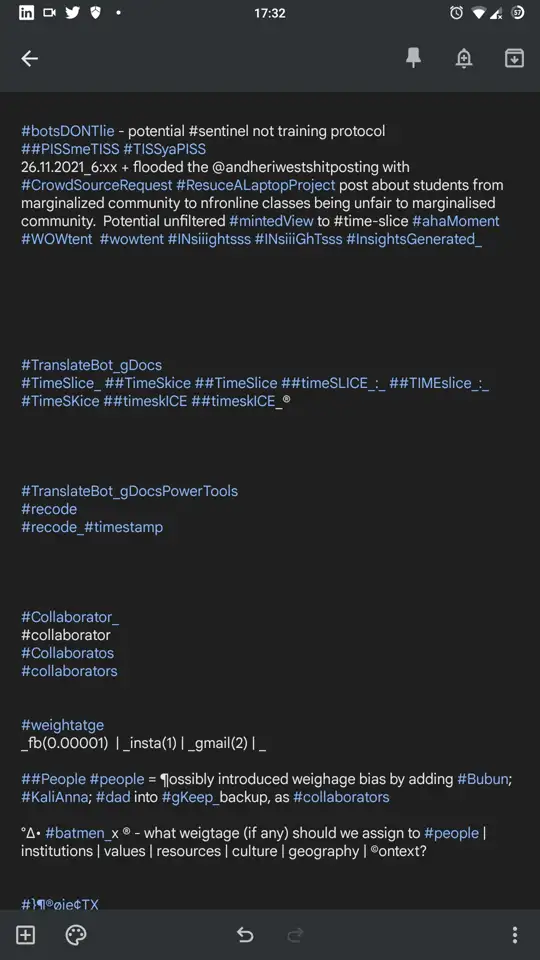 17:32
57
#botsDONTlie - potential #sentinel not training protocol
##PISSmeTISS #TISSyaPISS
26.11.2021_6:xx + flooded the @andheriwestshitposting with
#CrowdSourceRequest #ResuceALaptopProject post about students from
marginalized community to nfronline classes being unfair to marginalised
community.  Potential unfiltered #mintedView to #time-slice #ahaMoment
#WOWtent  #wowtent #INsiiightsss #INsiiiGhTsss #InsightsGenerated_
#TranslateBot_gDocs
#TimeSlice_ ##TimeSkice ##TimeSlice ##timeSLICE_:_ ##TIMEslice_:_
#TimeSKice ##timeskICE ##timeskICE_®
#TranslateBot_gDocsPowerTools
#recode
#recode_#timestamp
#Collaborator_
#collaborator
#Collaboratos
#collaborators
#weightatge
_fb(0.00001)  | _insta(1) | _gmail(2) | _
##People #people = ¶ossibly introduced weighage bias by adding #Bubun;
#KaliAnna; #dad into #gKeep_backup, as #collaborators
°∆• #batmen_x ® - what weigtage (if any) should we assign to #people |
institutions | values | resources | culture | geography | ©ontext?
#}¶®øje¢TX